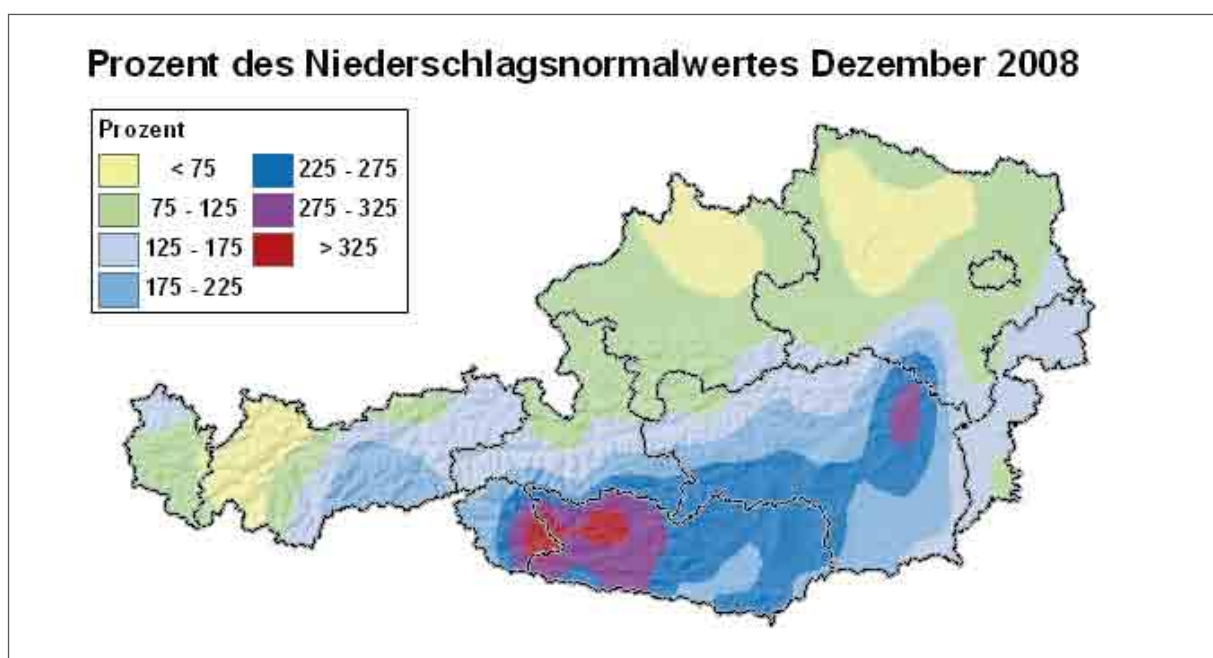 Prozent des Niederschlagsnormalwertes Dezember 2008
Prozent
< 75
75 - 125
125 - 175
175 - 225
225 - 275
275 - 325
> 325